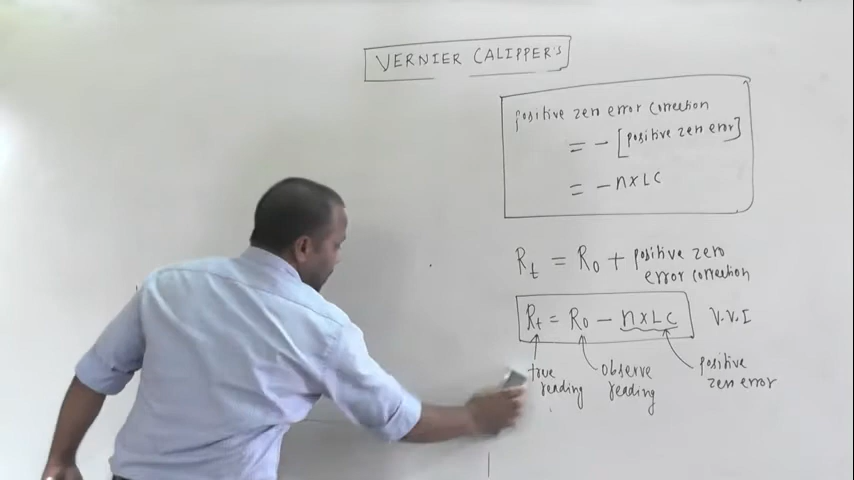 VERNIER CALIPPER'S
positive zero error correction
= - [positive zero error]
= - n×LC
Rt = R0 + positive zero
error correction
Rt = R0 - n×LC V.V.I
true
reading
observe
reading
positive
zero error